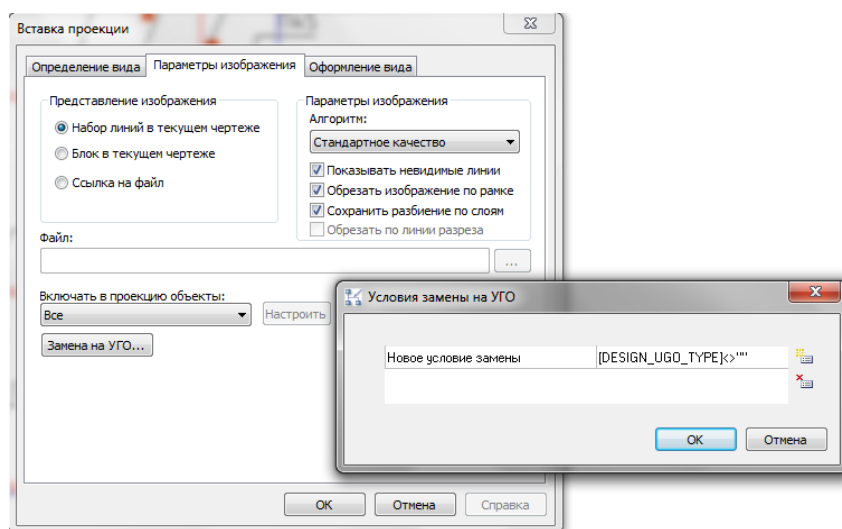 Вставка проекции
Определение вида Параметры изображения Оформление вида
Представление изображения
Набор линий в текущем чертеже
Блок в текущем чертеже
Ссылка на файл
Параметры изображения
Алгоритм:
Стандартное качество
Показывать невидимые линии
Обрезать изображение по рамке
Сохранить разбиение по слоям
Обрезать по линии разреза
Файл:
...
Включать в проекцию объекты:
Все Настроить
Замена на УГО...
Условия замены на УГО
Новое условие замены [DESIGN_UGO_TYPE]<>""
ОК Отмена
ОК Отмена Справка